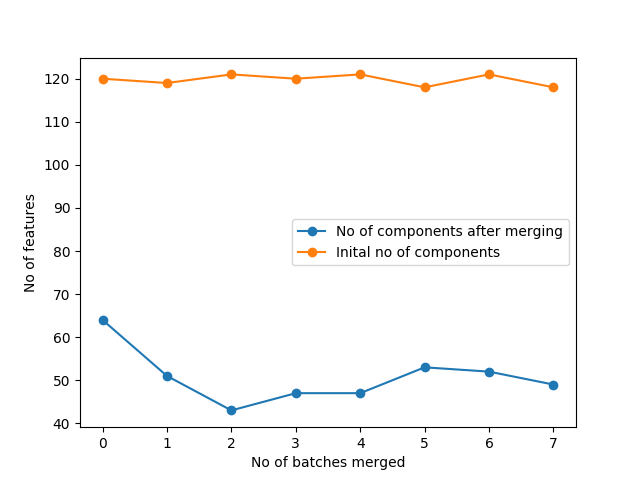 120
110
100
90
80
70
60
50
40
No of features
No of components after merging
Inital no of components
0 1 2 3 4 5 6 7
No of batches merged